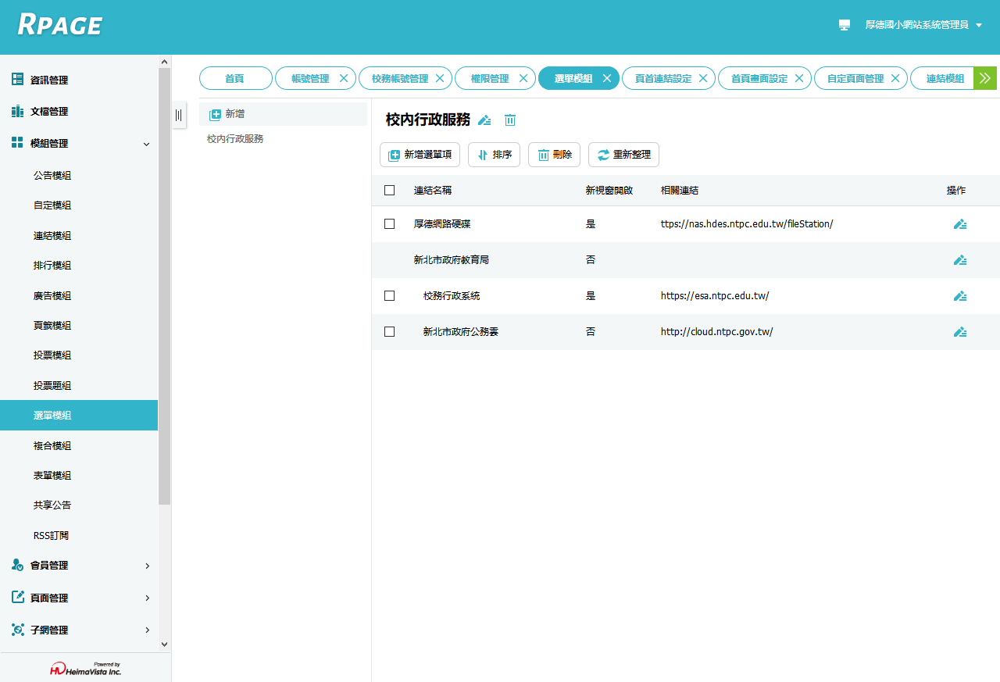 RPAGE
厚德國小網站系統管理員
資訊管理
文檔管理
模組管理
公告模組
自定模組
連結模組
排行模組
廣告模組
頁籤模組
投票模組
投票題組
選單模組
複合模組
表單模組
共享公告
RSS訂閱
會員管理
頁面管理
子網管理
Powered by
HeimaVista Inc.
首頁 帳號管理 校務帳號管理 權限管理 選單模組 頁首連結設定 首頁畫面設定 自定頁面管理 連結模組
新增
校內行政服務
校內行政服務
新增選單項 排序 刪除 重新整理
連結名稱 新視窗開啟 相關連結 操作
厚德網路硬碟 是 ttps://nas.hdes.ntpc.edu.tw/fileStation/
新北市政府教育局 否
校務行政系統 是 https://esa.ntpc.edu.tw/
新北市政府公務雲 否 http://cloud.ntpc.gov.tw/